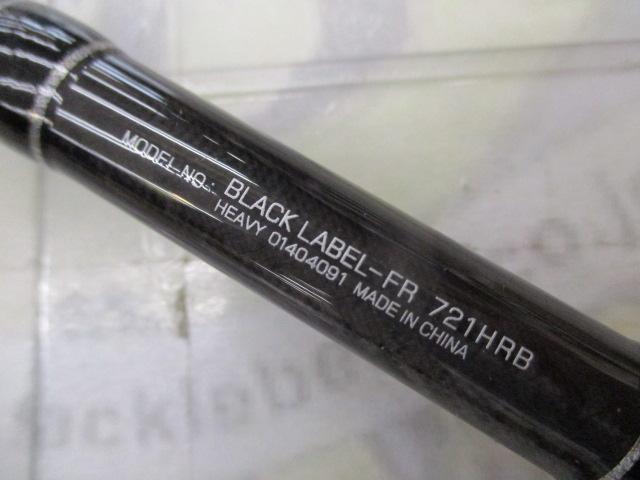 MODEL NO.: BLACK LABEL-FR 721HRB
HEAVY 01404091 MADE IN CHINA